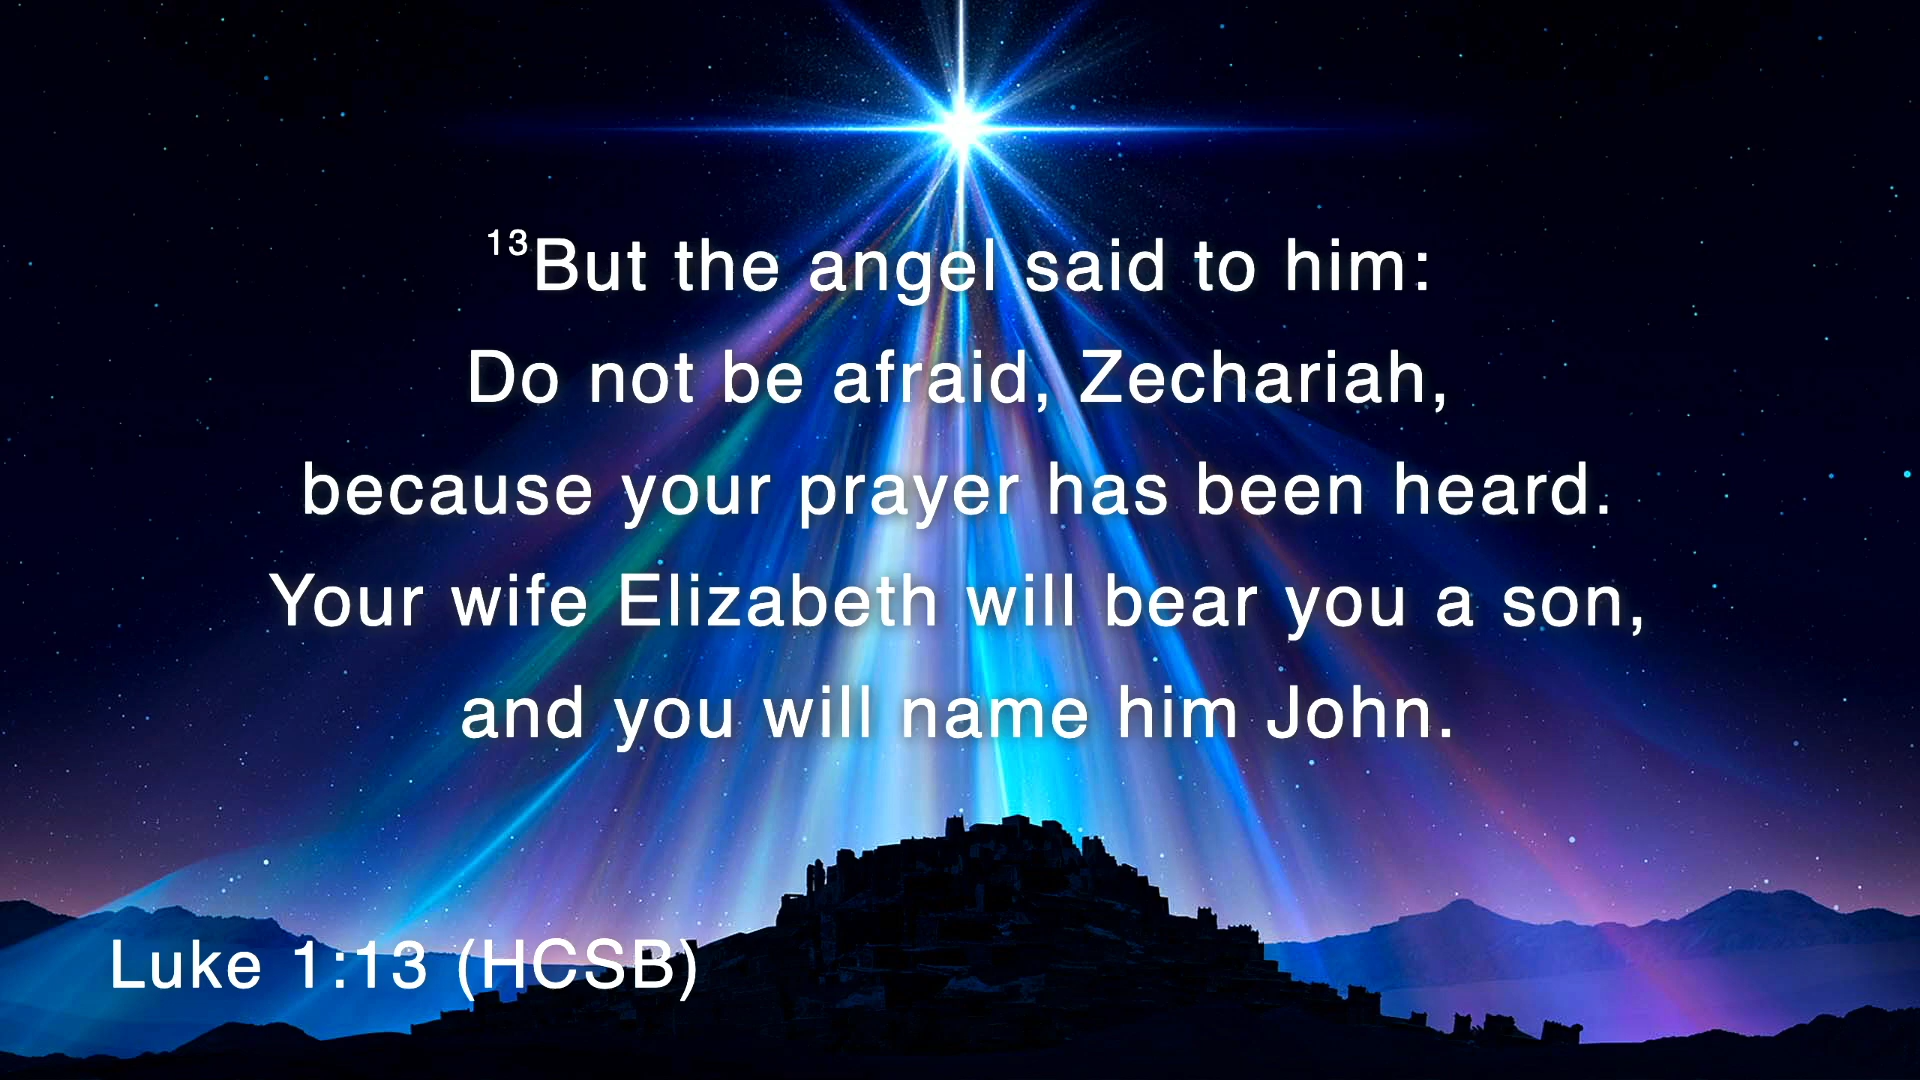 13But the angel said to him:
Do not be afraid, Zechariah,
because your prayer has been heard.
Your wife Elizabeth will bear you a son,
and you will name him John.
Luke 1:13 (HCSB)